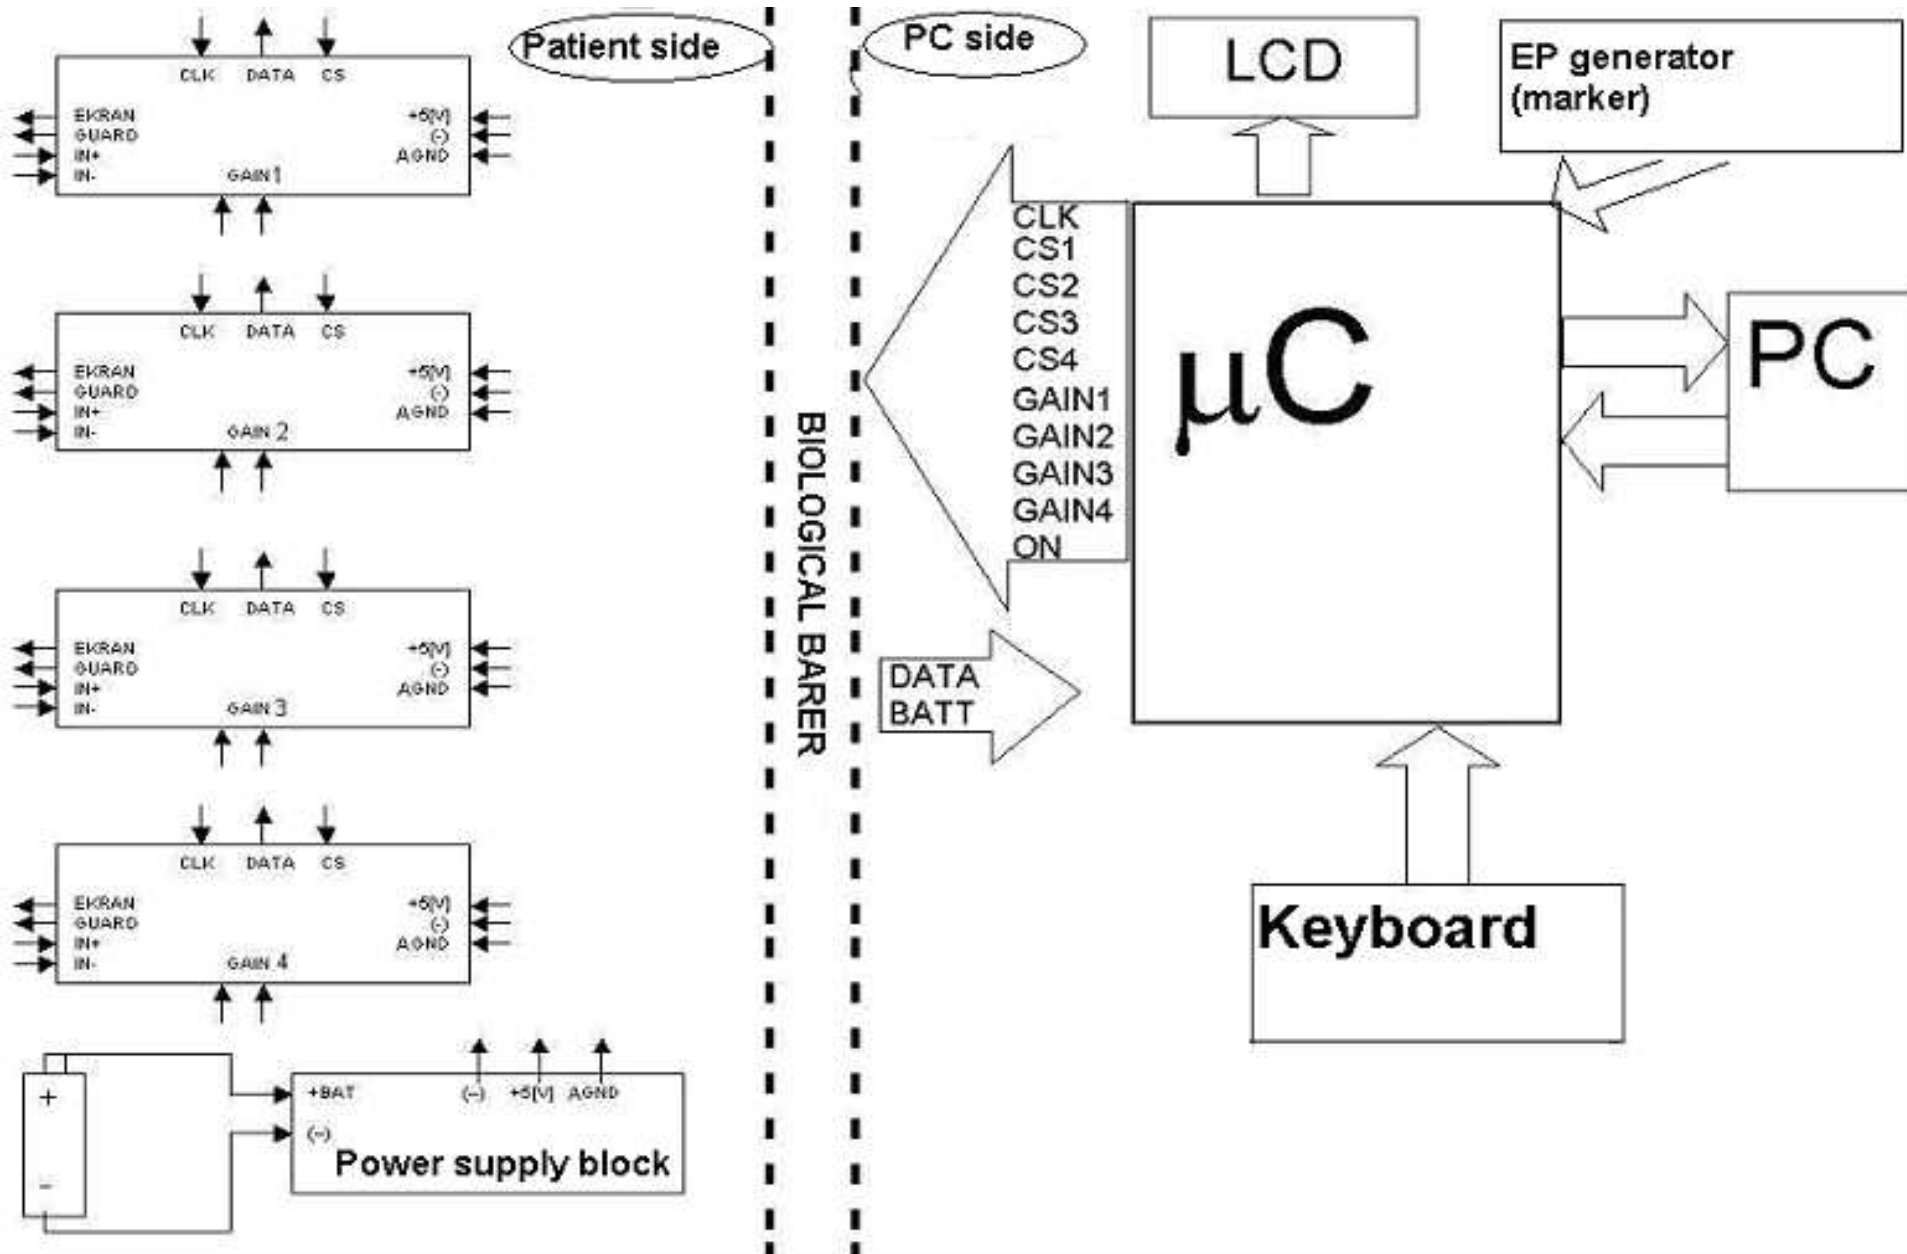 Patient side
PC side
CLK DATA CS
EKRAN +5[V]
GUARD (-)
IN+ AGND
IN- GAIN1
CLK DATA CS
EKRAN +5[V]
GUARD (-)
IN+ AGND
IN- GAIN 2
CLK DATA CS
EKRAN +5[V]
GUARD (-)
IN+ AGND
IN- GAIN 3
CLK DATA CS
EKRAN +5[V]
GUARD (-)
IN+ AGND
IN- GAIN 4
+
-
+BAT (-) +5[V] AGND
(-)
Power supply block
BIOLOGICAL BARER
LCD
EP generator
(marker)
CLK
CS1
CS2
CS3
CS4
GAIN1
GAIN2
GAIN3
GAIN4
ON
DATA
BATT
μC
PC
Keyboard